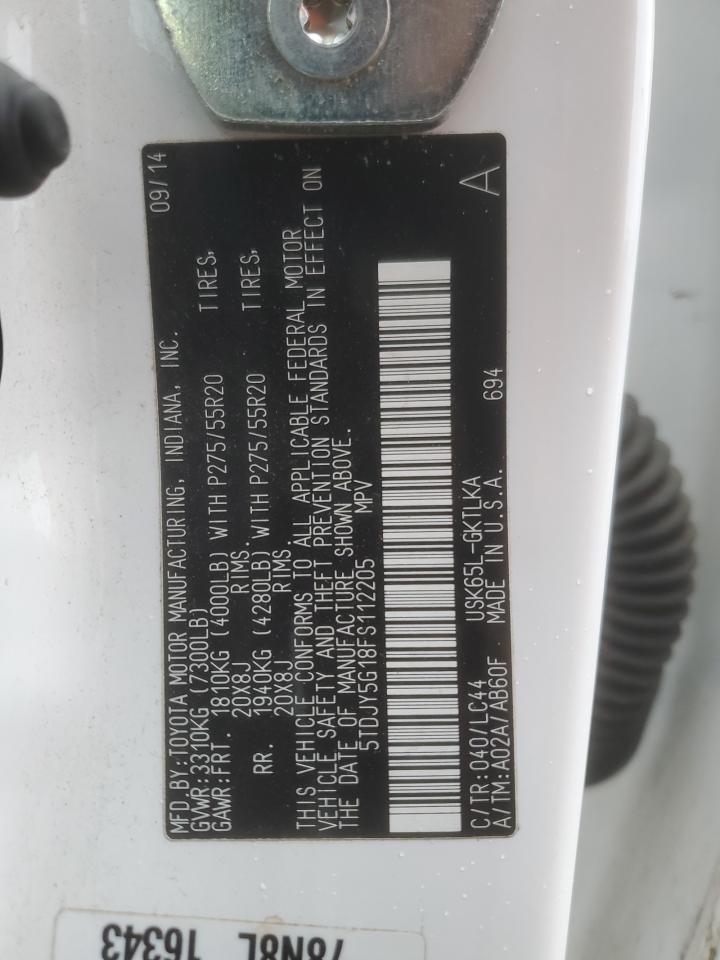 MFD.BY:TOYOTA MOTOR MANUFACTURING, INDIANA, INC. 09/14
GVWR:3310KG (7300LB)
GAWR:FRT. 1810KG (4000LB) WITH P275/55R20 TIRES,
20X8J RIMS.
RR. 1940KG (4280LB) WITH P275/55R20 TIRES,
20X8J RIMS.
THIS VEHICLE CONFORMS TO ALL APPLICABLE FEDERAL MOTOR
VEHICLE SAFETY AND THEFT PREVENTION STANDARDS IN EFFECT ON
THE DATE OF MANUFACTURE SHOWN ABOVE.
5TDJY5G18FS112205 MPV
C/TR:040/LC44 USK65L-GKTLKA A
A/TM:A02A/AB60F MADE IN U.S.A. 694
78N8L
16343